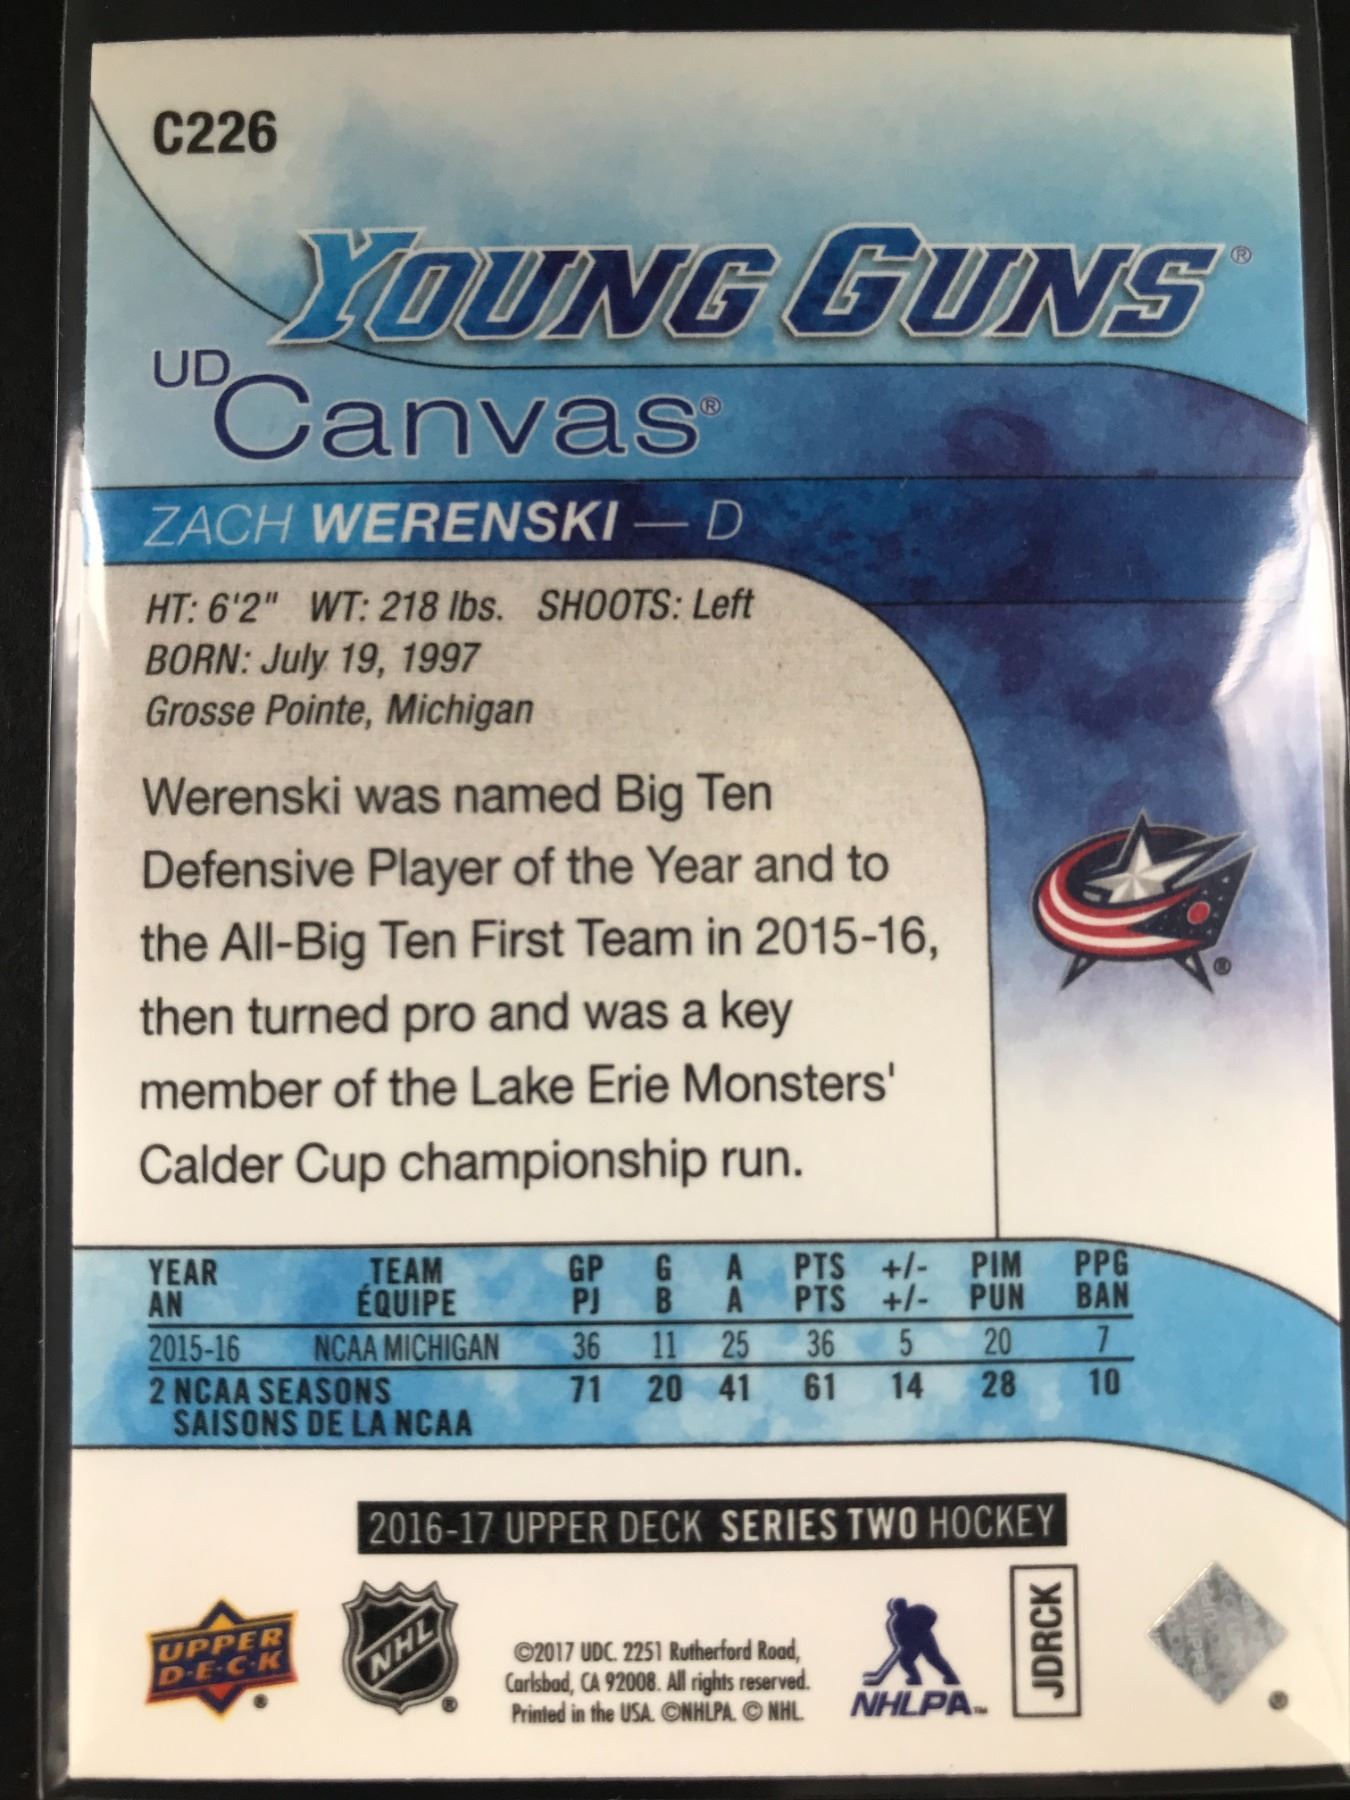 C226
YOUNG GUNS®
UD Canvas®
ZACH WERENSKI — D
HT: 6'2" WT: 218 lbs. SHOOTS: Left
BORN: July 19, 1997
Grosse Pointe, Michigan
Werenski was named Big Ten
Defensive Player of the Year and to
the All-Big Ten First Team in 2015-16,
then turned pro and was a key
member of the Lake Erie Monsters'
Calder Cup championship run.
®
YEAR TEAM GP G A PTS +/- PIM PPG
AN ÉQUIPE PJ B A PTS +/- PUN BAN
2015-16 NCAA MICHIGAN 36 11 25 36 5 20 7
2 NCAA SEASONS 71 20 41 61 14 28 10
SAISONS DE LA NCAA
2016-17 UPPER DECK SERIES TWO HOCKEY
UPPER
D·E·C·K
®
NHL
®
©2017 UDC. 2251 Rutherford Road,
Carlsbad, CA 92008. All rights reserved.
Printed in the USA. ©NHLPA. © NHL.
NHLPA™
JDRCK
®